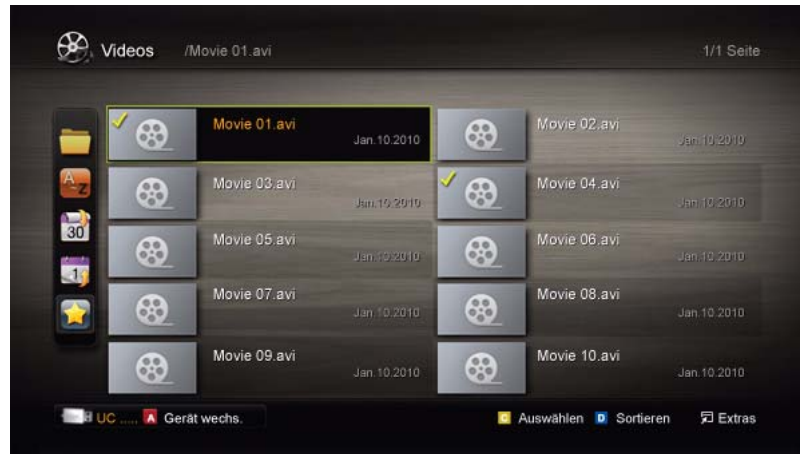 Videos /Movie 01.avi 1/1 Seite
Movie 01.avi
Jan.10.2010
Movie 02.avi
Jan.10.2010
Movie 03.avi
Jan.10.2010
Movie 04.avi
Jan.10.2010
Movie 05.avi
Jan.10.2010
Movie 06.avi
Jan.10.2010
Movie 07.avi
Jan.10.2010
Movie 08.avi
Jan.10.2010
Movie 09.avi
Jan.10.2010
Movie 10.avi
Jan.10.2010
A-Z
30
1
UC ..... A Gerät wechs. C Auswählen D Sortieren Extras